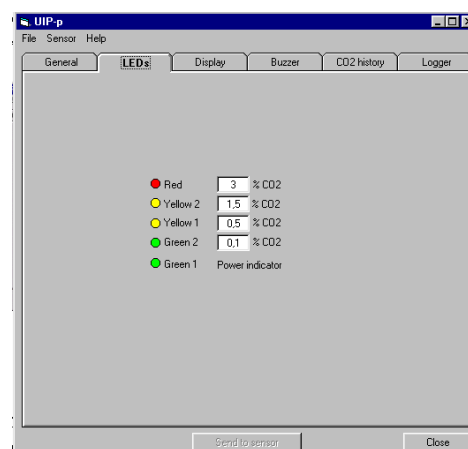 UIP-p
File Sensor Help
General LEDs Display Buzzer CO2 history Logger
Red 3 % CO2
Yellow 2 1,5 % CO2
Yellow 1 0,5 % CO2
Green 2 0,1 % CO2
Green 1 Power indicator
Send to sensor Close